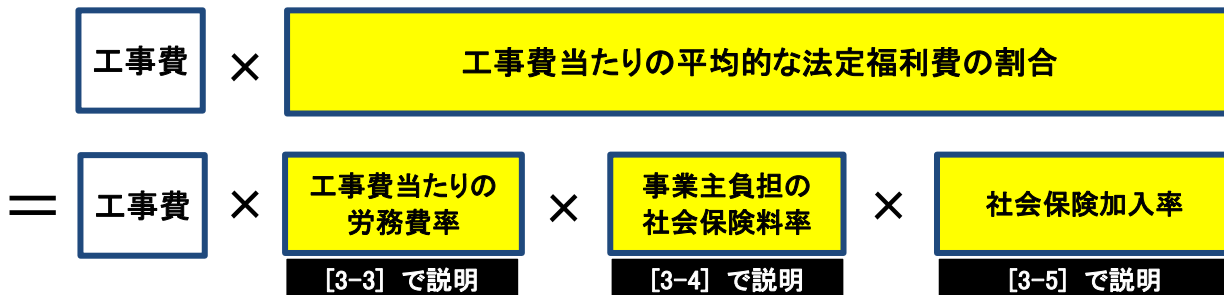 工事費 × 工事費当たりの平均的な法定福利費の割合
= 工事費 × 工事費当たりの
労務費率 × 事業主負担の
社会保険料率 × 社会保険加入率
[3-3] で説明 [3-4] で説明 [3-5] で説明